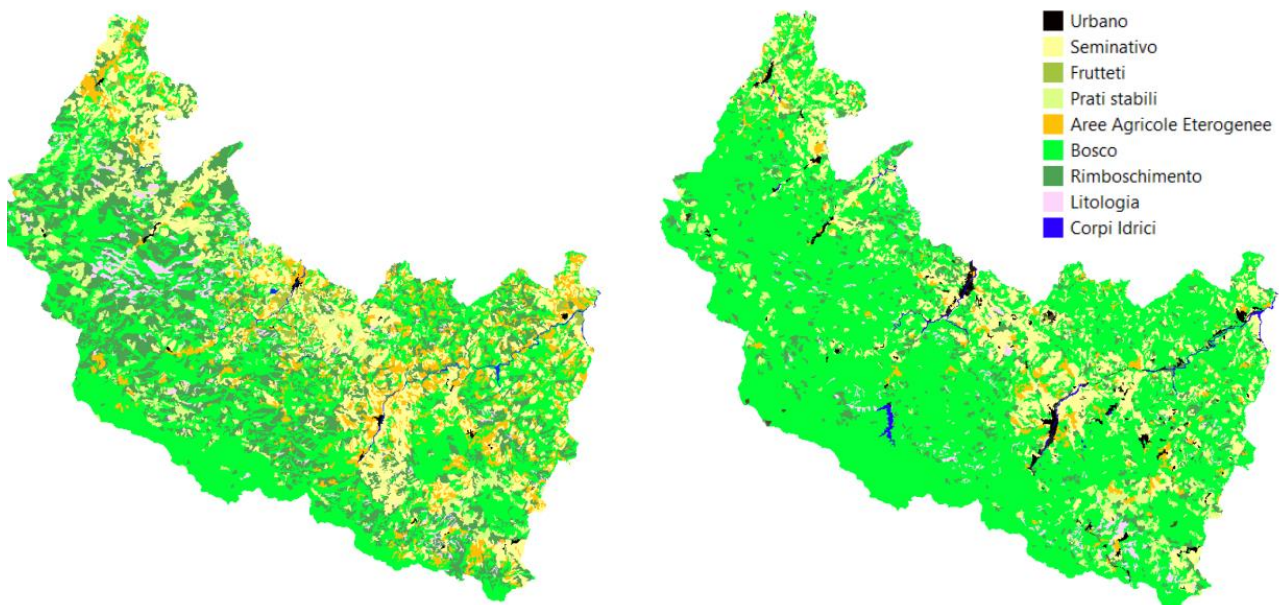 Urbano
Seminativo
Frutteti
Prati stabili
Aree Agricole Eterogenee
Bosco
Rimboschimento
Litologia
Corpi Idrici